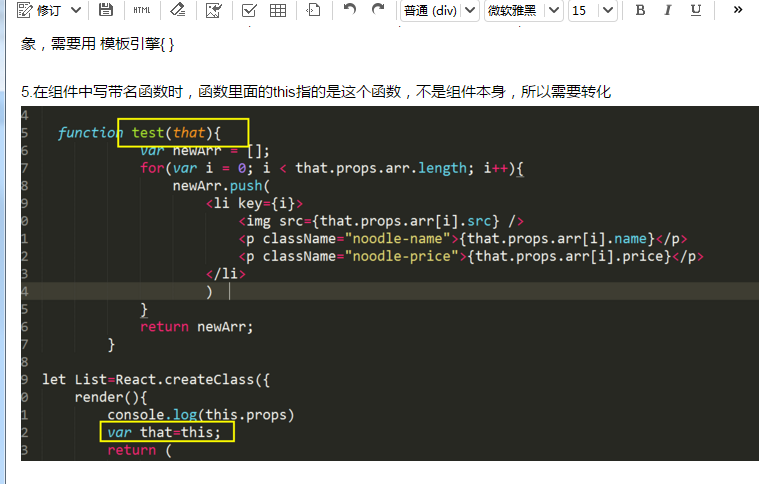 修订 HTML 普通 (div) 微软雅黑 15 B I U »
象，需要用 模板引擎{ }
5.在组件中写带名函数时，函数里面的this指的是这个函数，不是组件本身，所以需要转化
4
5 function test(that){
6 var newArr = [];
7 for(var i = 0; i < that.props.arr.length; i++){
8 newArr.push(
9 <li key={i}>
0 <img src={that.props.arr[i].src} />
1 <p className="noodle-name">{that.props.arr[i].name}</p>
2 <p className="noodle-price">{that.props.arr[i].price}</p>
3 </li>
4 )
5 }
6 return newArr;
7 }
8
9 let List=React.createClass({
0 render(){
1 console.log(this.props)
2 var that=this;
3 return (